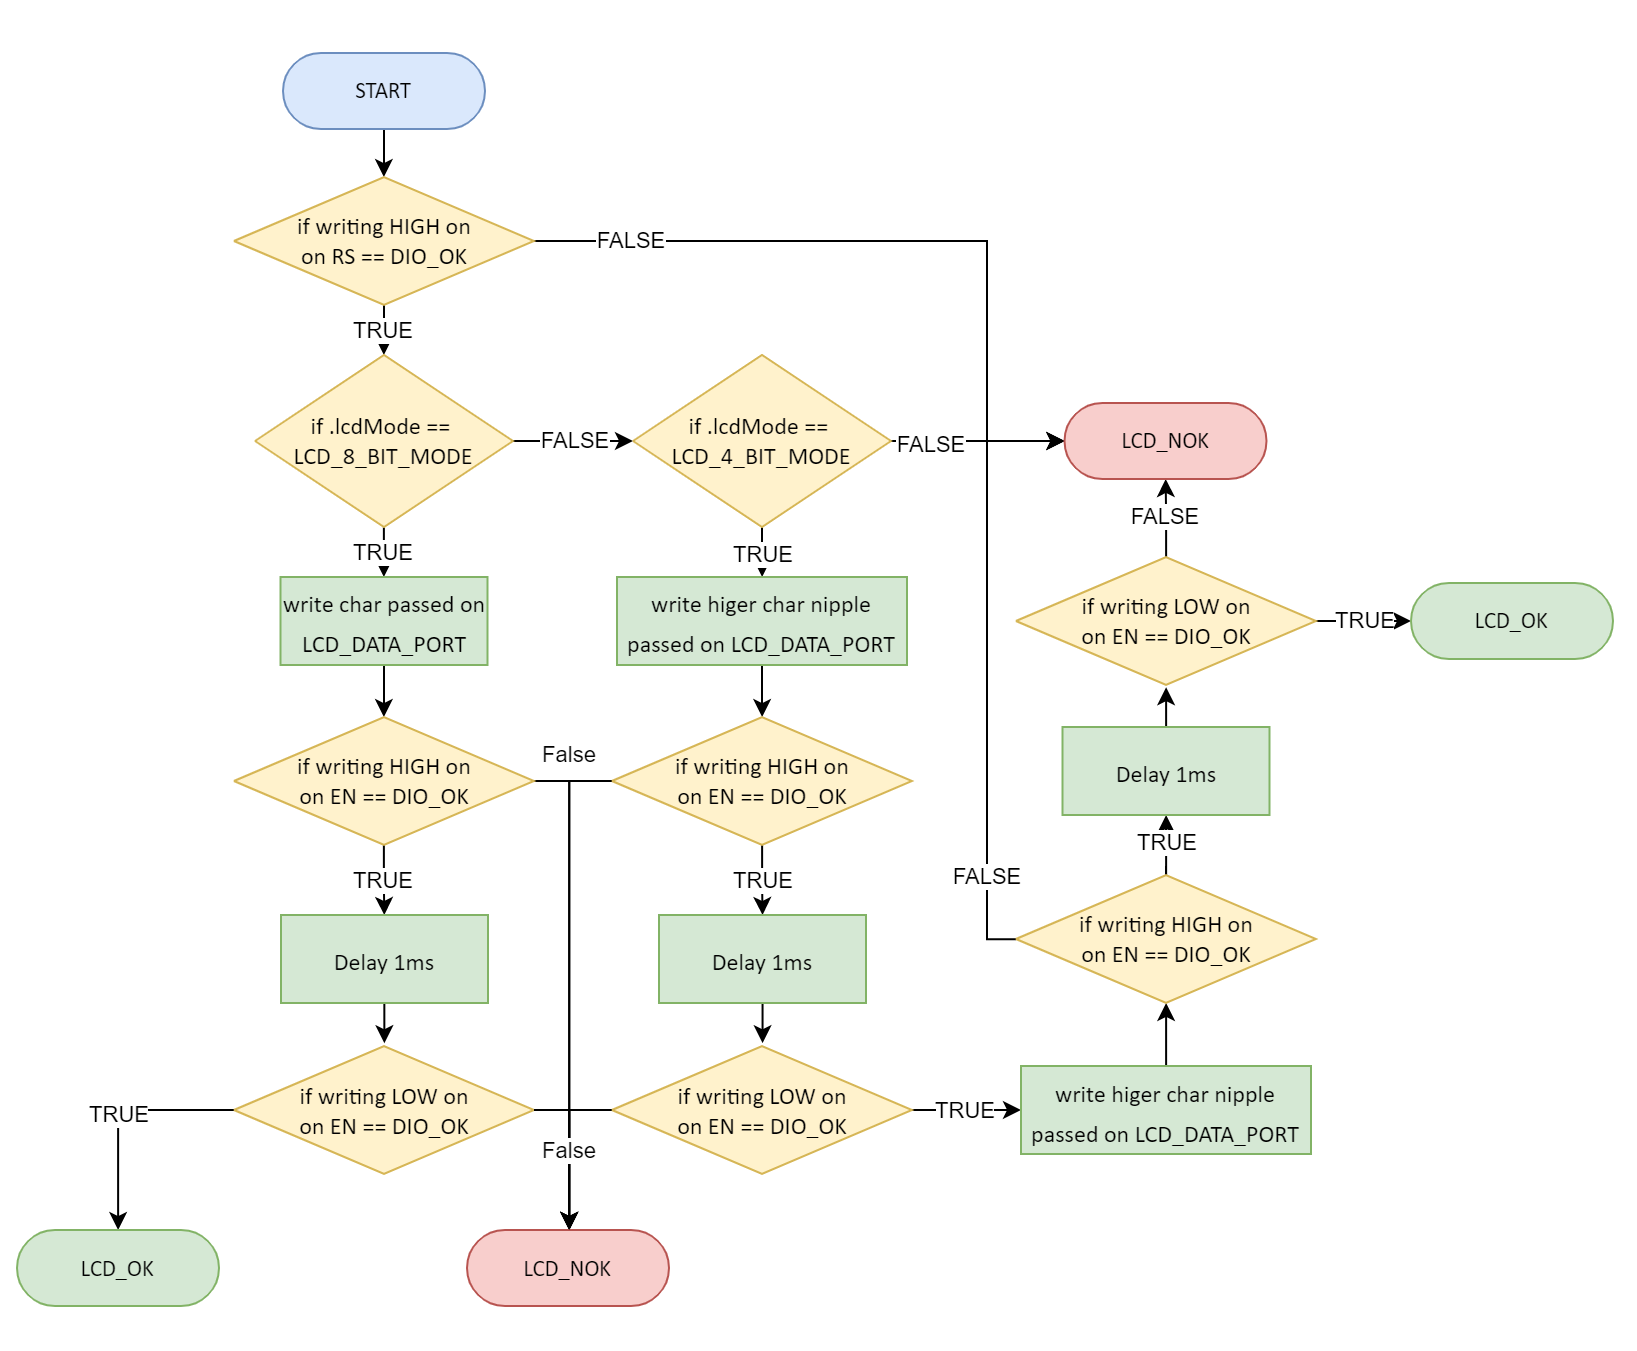 START
if writing HIGH on
on RS == DIO_OK
FALSE
TRUE
if .lcdMode ==
LCD_8_BIT_MODE
FALSE
if .lcdMode ==
LCD_4_BIT_MODE
FALSE
LCD_NOK
FALSE
TRUE
TRUE
write char passed on
LCD_DATA_PORT
write higer char nipple
passed on LCD_DATA_PORT
if writing LOW on
on EN == DIO_OK
TRUE
LCD_OK
if writing HIGH on
on EN == DIO_OK
False
if writing HIGH on
on EN == DIO_OK
Delay 1ms
TRUE
TRUE
TRUE
FALSE
if writing HIGH on
on EN == DIO_OK
Delay 1ms
Delay 1ms
if writing LOW on
on EN == DIO_OK
if writing LOW on
on EN == DIO_OK
TRUE
TRUE
write higer char nipple
passed on LCD_DATA_PORT
False
LCD_OK
LCD_NOK